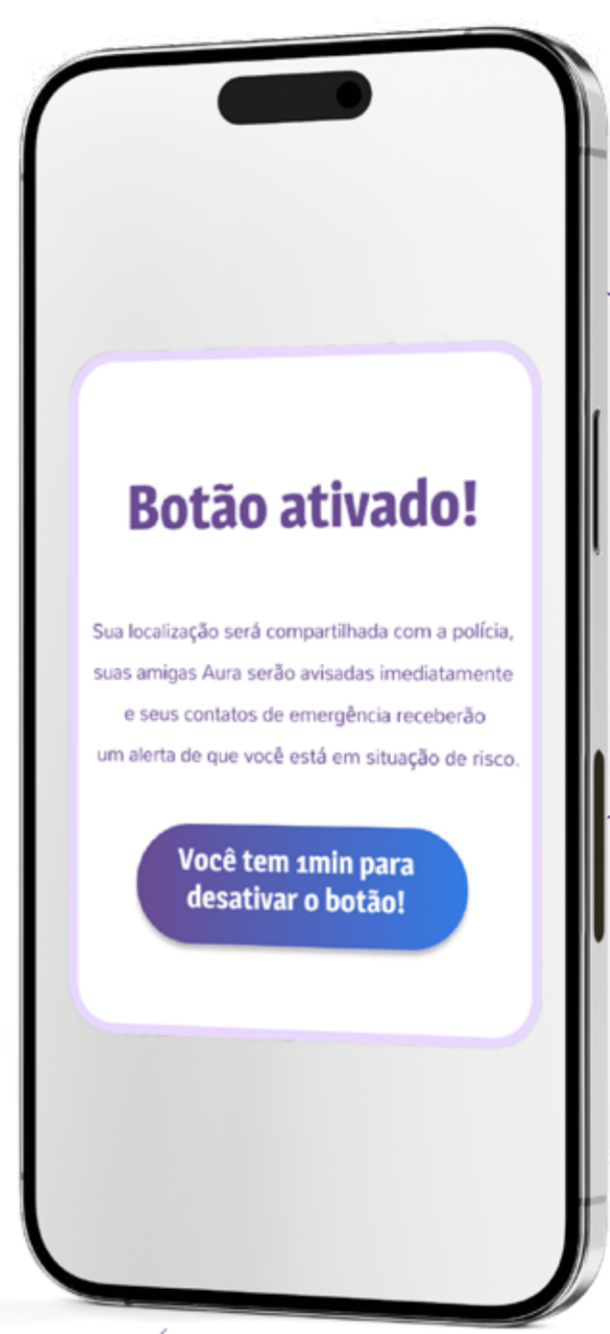 Botão ativado!
Sua localização será compartilhada com a polícia,
suas amigas Aura serão avisadas imediatamente
e seus contatos de emergência receberão
um alerta de que você está em situação de risco.
Você tem 1min para
desativar o botão!